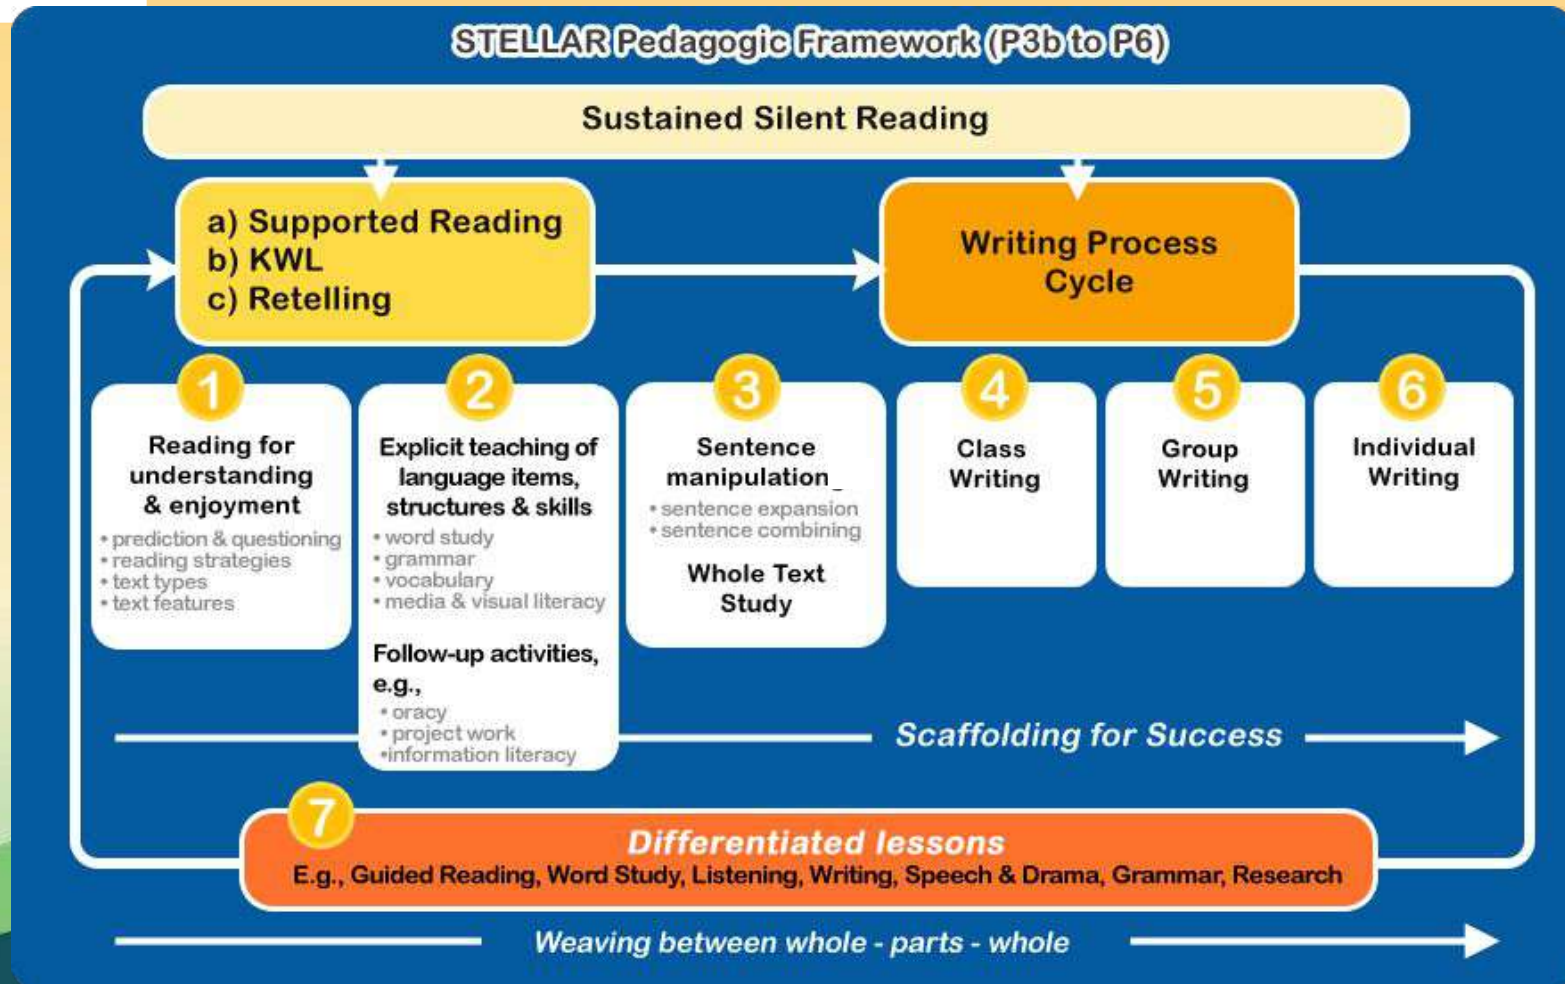 STELLAR Pedagogic Framework (P3b to P6)
Sustained Silent Reading
a) Supported Reading
b) KWL
c) Retelling
Writing Process
Cycle
1
Reading for
understanding
& enjoyment
• prediction & questioning
• reading strategies
• text types
• text features
2
Explicit teaching of
language items,
structures & skills
• word study
• grammar
• vocabulary
• media & visual literacy
Follow-up activities,
e.g.,
• oracy
• project work
•information literacy
3
Sentence
manipulation_
• sentence expansion
• sentence combining
Whole Text
Study
4
Class
Writing
5
Group
Writing
6
Individual
Writing
Scaffolding for Success
7
Differentiated lessons
E.g., Guided Reading, Word Study, Listening, Writing, Speech & Drama, Grammar, Research
Weaving between whole - parts - whole